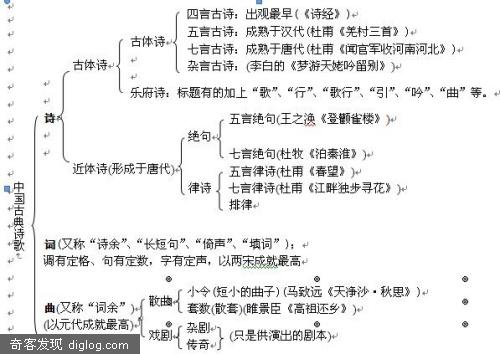 四言古诗：出观最早(《诗经》)
五言古诗：成熟于汉代(杜甫《羌村三首》)
古体诗
七言古诗：成熟于唐代(杜甫《闻官军收河南河北》)
杂言古诗：(李白的《梦游天姥吟留别》)
古体诗
乐府诗：标题有的加上“歌”、“行”、“歌行”、“引”、“吟”、“曲”等。
诗
五言绝句(王之涣《登鹳雀楼》)
绝句
七言绝句(杜牧《泊秦淮》)
近体诗(形成于唐代)
五言律诗(杜甫《春望》)
律诗
七言律诗(杜甫《江畔独步寻花》)
排律
中国古典诗歌
词(又称“诗余”、“长短句”、“倚声”、“填词”)：
调有定格、句有定数，字有定声，以两宋成就最高
小令(短小的曲子)(马致远《天净沙·秋思》)
散曲
套数(散套)(睢景臣《高祖还乡》)
曲(又称“词余”)
(以元代成就最高)
杂剧
戏剧
(只是供演出的剧本)
传奇
奇客发现 diglog.com